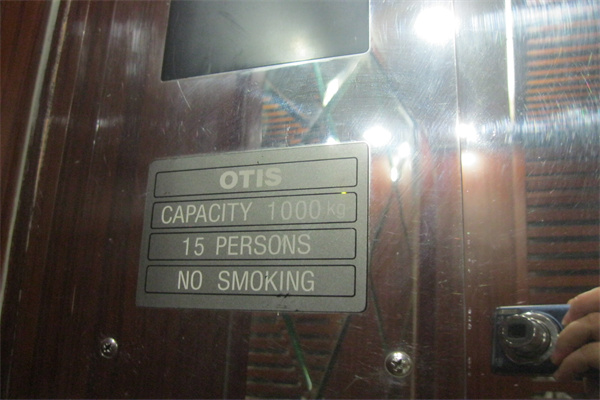 OTIS
CAPACITY 1000 kg
15 PERSONS
NO SMOKING